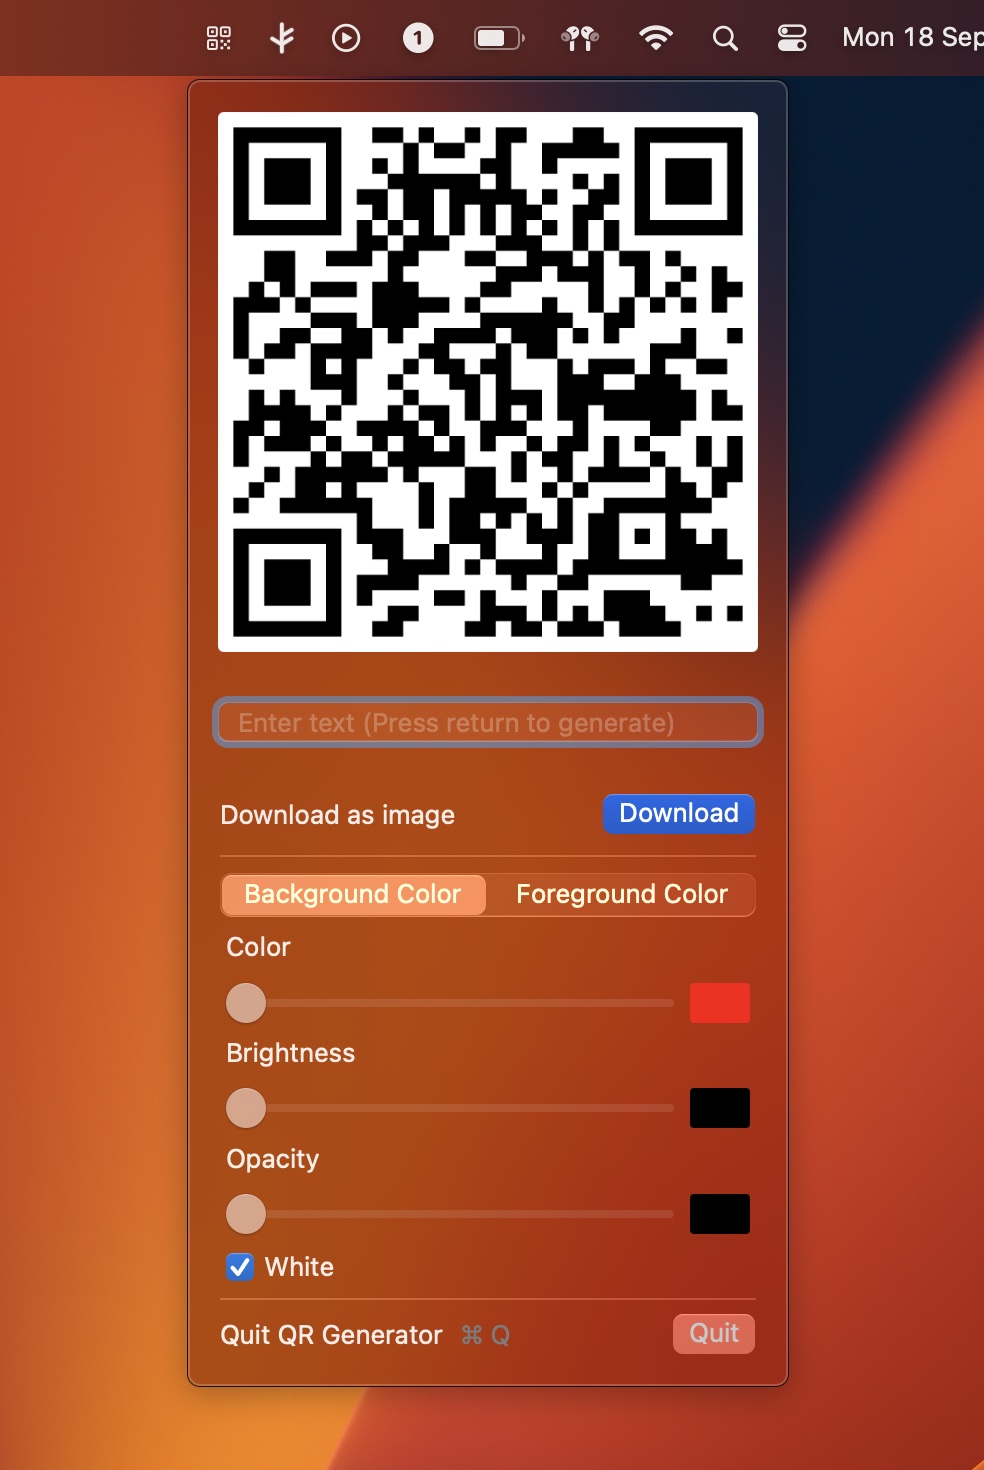 1
Mon 18 Sep
Enter text (Press return to generate)
Download as image
Download
Background Color
Foreground Color
Color
Brightness
Opacity
White
Quit QR Generator ⌘ Q
Quit